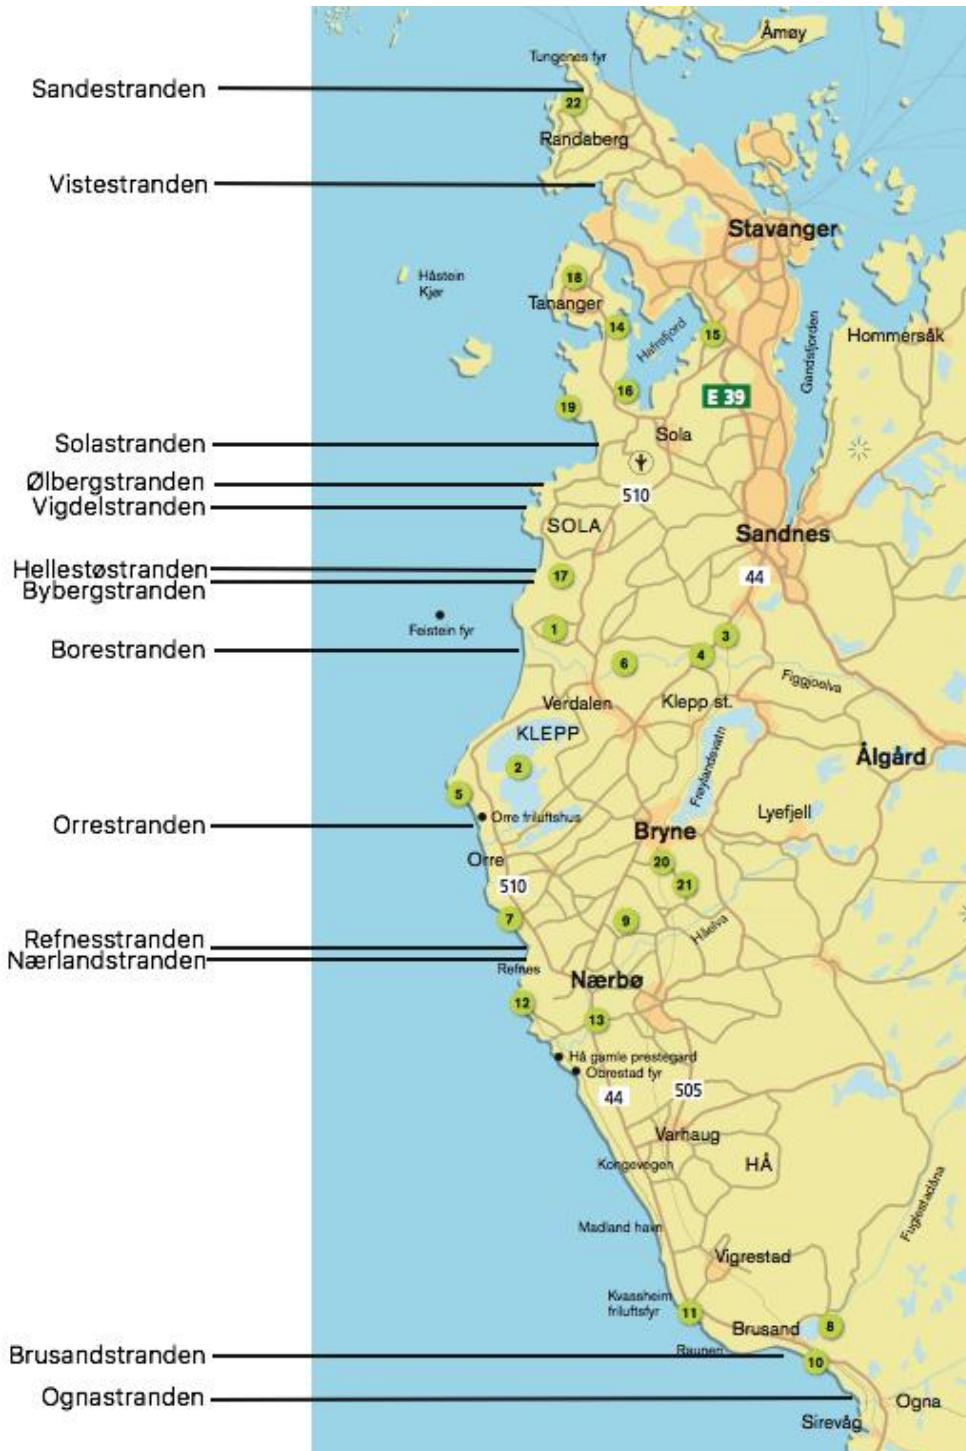 Sandestranden
Vistestranden
Solastranden
Ølbergstranden
Vigdelstranden
Hellestøstranden
Bybergstranden
Borestranden
Orrestranden
Refnesstranden
Nærlandstranden
Brusandstranden
Ognastranden
Åmøy
Tungenes fyr
22
Randaberg
Stavanger
Håstein
Kjør
18
Tananger
14
Hafrsfjord
15
Gandsfjorden
Hommersåk
16
E 39
19
Sola
510
SOLA
Sandnes
17
44
Feistein fyr
1
3
4
6
Figgjoelva
Verdalen
Klepp st.
KLEPP
2
Frøylandsvatn
Ålgård
5
Orre friluftshus
Lyefjell
Bryne
Orre
20
510
21
7
9
Håelva
Refnes
Nærbø
12
13
Hå gamle prestegard
Obrestad fyr
44
505
Varhaug
Kongevegen
HÅ
Fuglestadåna
Madland havn
Vigrestad
Kvassheim
friluftsfyr
11
Brusand
8
Raunen
10
Ogna
Sirevåg